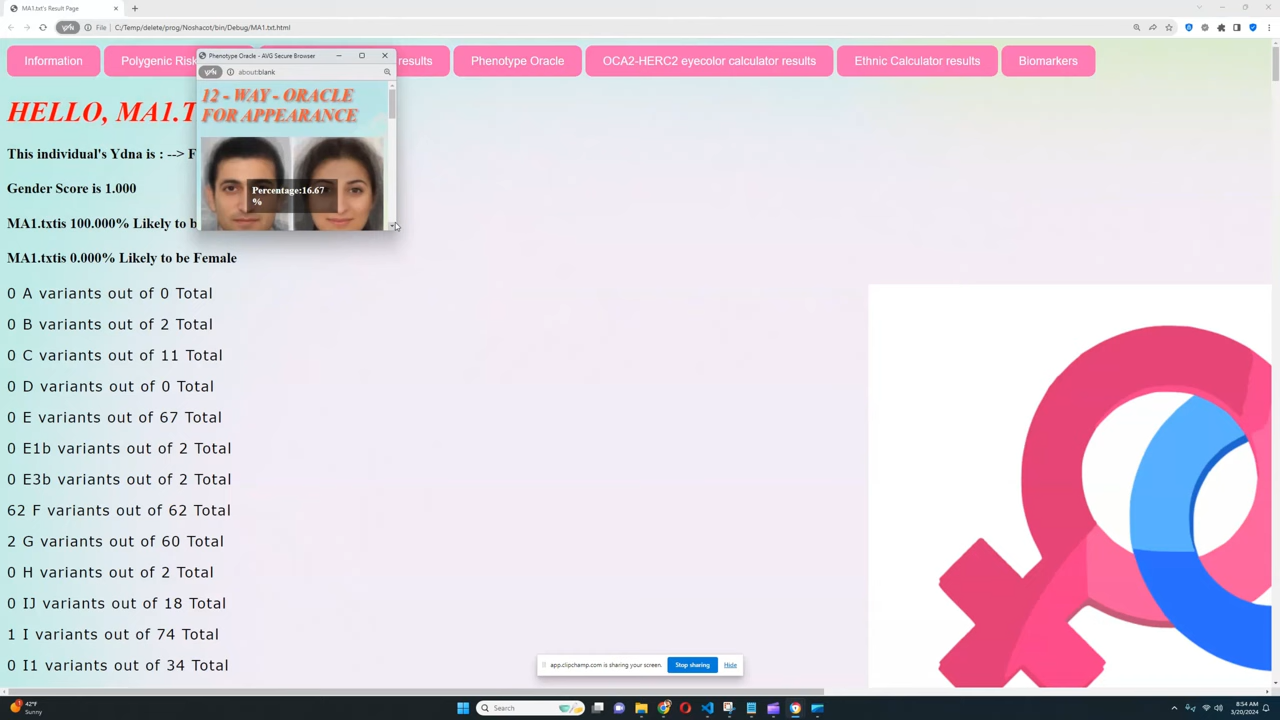 MA1.txt's Result Page
File
C:/Temp/delete/prog/Noshacot/bin/Debug/MA1.txt.html
Information
Polygenic Risk
results
Phenotype Oracle
OCA2-HERC2 eyecolor calculator results
Ethnic Calculator results
Biomarkers
Phenotype Oracle - AVG Secure Browser
VPN
about:blank
12 - WAY - ORACLE
FOR APPEARANCE
Percentage:16.67
%
HELLO, MA1.T
This individual's Ydna is : --> F
Gender Score is 1.000
MA1.txtis 100.000% Likely to b
MA1.txtis 0.000% Likely to be Female
0 A variants out of 0 Total
0 B variants out of 2 Total
0 C variants out of 11 Total
0 D variants out of 0 Total
0 E variants out of 67 Total
0 E1b variants out of 2 Total
0 E3b variants out of 2 Total
62 F variants out of 62 Total
2 G variants out of 60 Total
0 H variants out of 2 Total
0 IJ variants out of 18 Total
1 I variants out of 74 Total
0 I1 variants out of 34 Total
app.clipchamp.com is sharing your screen.
Stop sharing
Hide
42°F
Sunny
Search
8:54 AM
3/20/2024